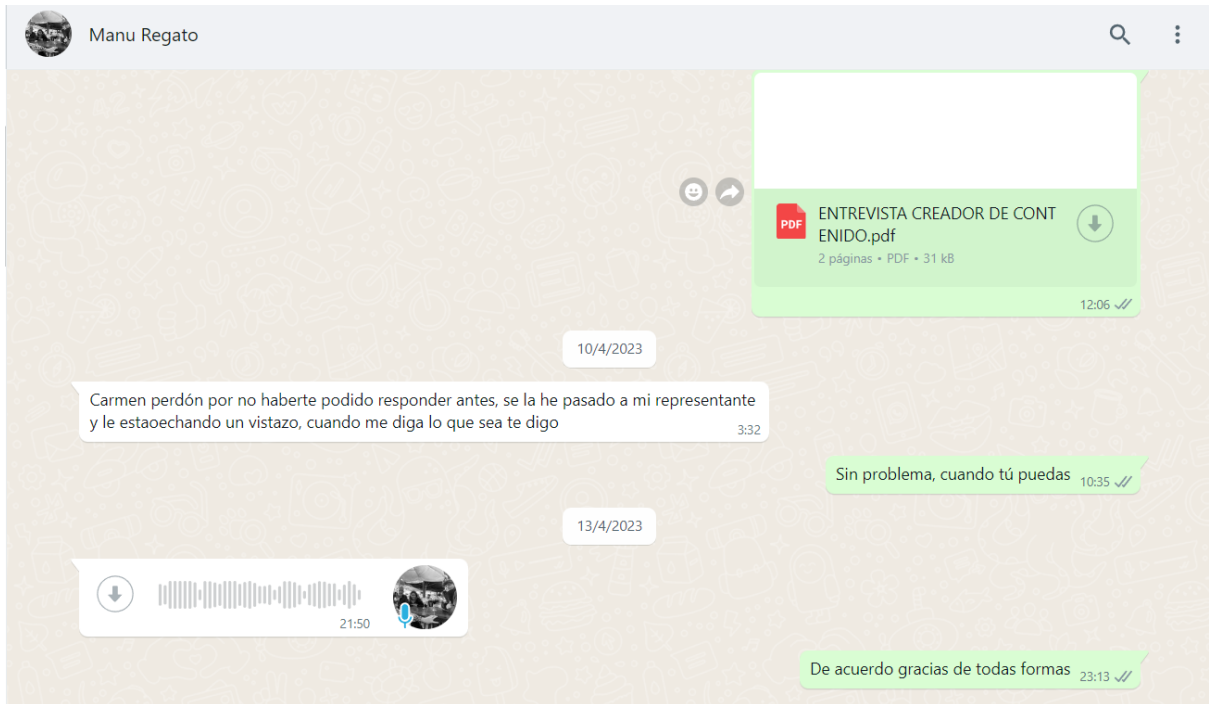 Manu Regato
PDF
ENTREVISTA CREADOR DE CONT
ENIDO.pdf
2 páginas • PDF • 31 kB
12:06
10/4/2023
Carmen perdón por no haberte podido responder antes, se la he pasado a mi representante
y le estaoechando un vistazo, cuando me diga lo que sea te digo
3:32
Sin problema, cuando tú puedas
10:35
13/4/2023
21:50
De acuerdo gracias de todas formas
23:13